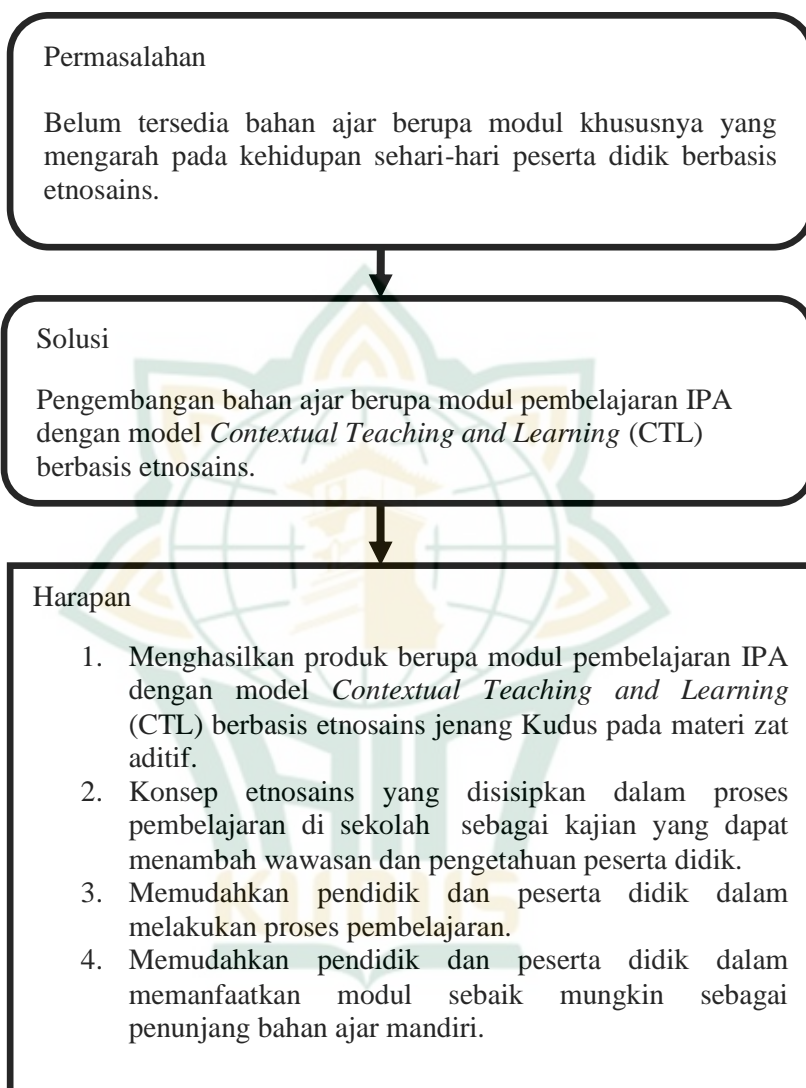 Permasalahan
Belum tersedia bahan ajar berupa modul khususnya yang
mengarah pada kehidupan sehari-hari peserta didik berbasis
etnosains.
Solusi
Pengembangan bahan ajar berupa modul pembelajaran IPA
dengan model Contextual Teaching and Learning (CTL)
berbasis etnosains.
Harapan
1. Menghasilkan produk berupa modul pembelajaran IPA
dengan model Contextual Teaching and Learning
(CTL) berbasis etnosains jenang Kudus pada materi zat
aditif.
2. Konsep etnosains yang disisipkan dalam proses
pembelajaran di sekolah sebagai kajian yang dapat
menambah wawasan dan pengetahuan peserta didik.
3. Memudahkan pendidik dan peserta didik dalam
melakukan proses pembelajaran.
4. Memudahkan pendidik dan peserta didik dalam
memanfaatkan modul sebaik mungkin sebagai
penunjang bahan ajar mandiri.
KUDUS